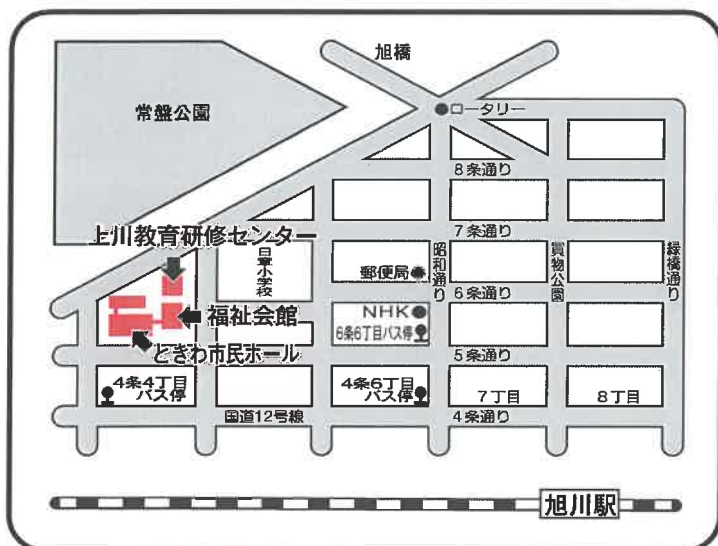 旭橋
常盤公園
ロータリー
8条通り
7条通り
上川教育研修センター
日章小学校
郵便局
昭和通り
買物公園
緑橋通り
6条通り
NHK
福祉会館
6条6丁目バス停
ときわ市民ホール
5条通り
4条4丁目
バス停
4条6丁目
バス停
7丁目
8丁目
国道12号線
4条通り
旭川駅